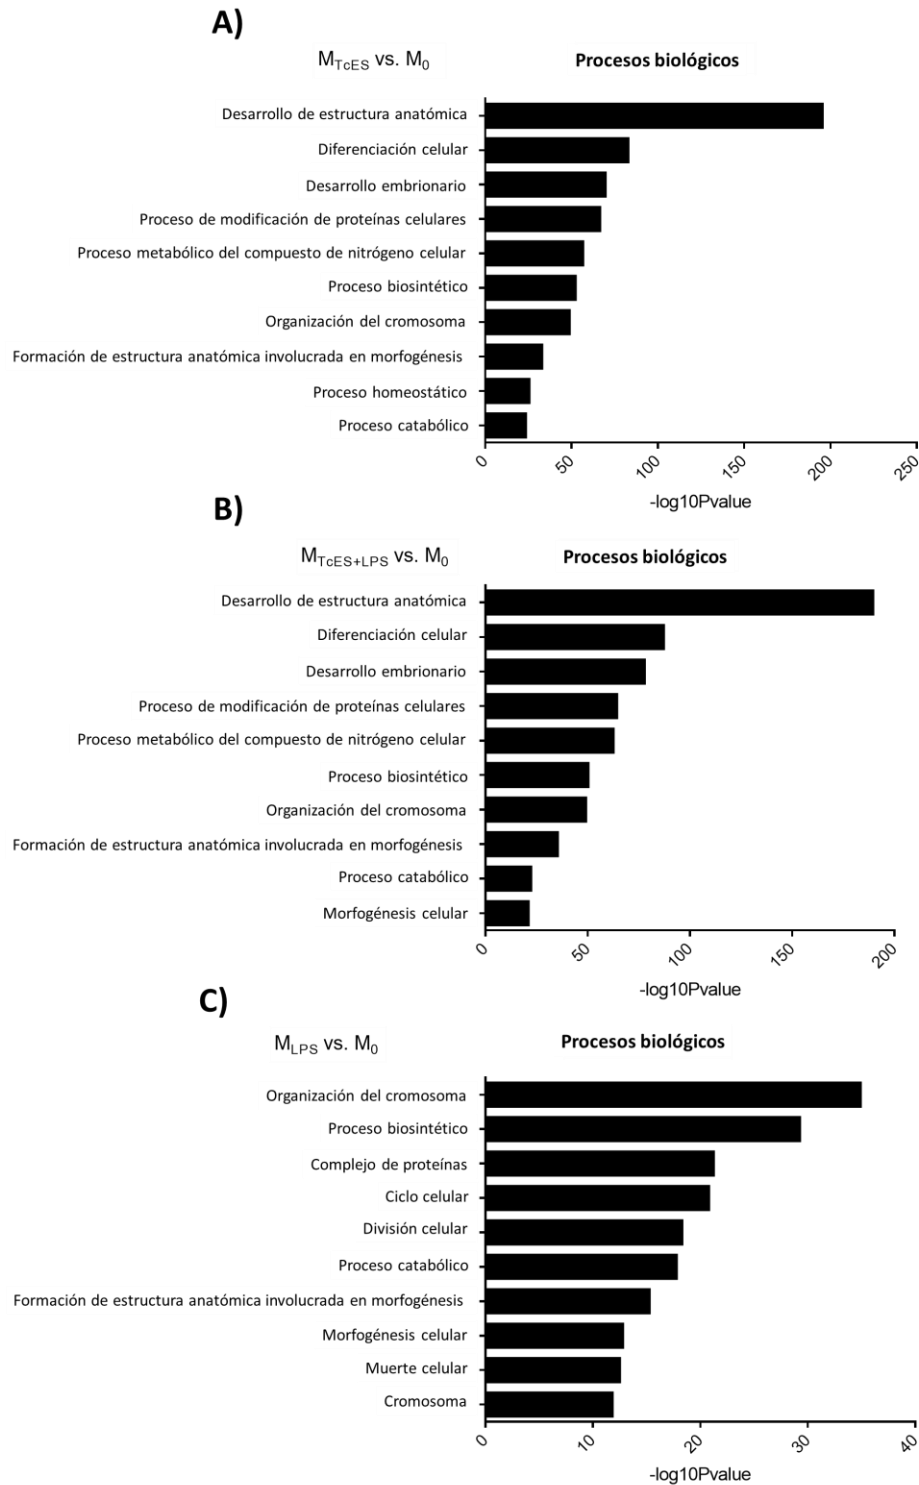 A)
M_TcES vs. M_0 Procesos biológicos
Desarrollo de estructura anatómica
Diferenciación celular
Desarrollo embrionario
Proceso de modificación de proteínas celulares
Proceso metabólico del compuesto de nitrógeno celular
Proceso biosintético
Organización del cromosoma
Formación de estructura anatómica involucrada en morfogénesis
Proceso homeostático
Proceso catabólico
0 50 100 150 200 250
-log10Pvalue
B)
M_TcES+LPS vs. M_0 Procesos biológicos
Desarrollo de estructura anatómica
Diferenciación celular
Desarrollo embrionario
Proceso de modificación de proteínas celulares
Proceso metabólico del compuesto de nitrógeno celular
Proceso biosintético
Organización del cromosoma
Formación de estructura anatómica involucrada en morfogénesis
Proceso catabólico
Morfogénesis celular
0 50 100 150 200
-log10Pvalue
C)
M_LPS vs. M_0 Procesos biológicos
Organización del cromosoma
Proceso biosintético
Complejo de proteínas
Ciclo celular
División celular
Proceso catabólico
Formación de estructura anatómica involucrada en morfogénesis
Morfogénesis celular
Muerte celular
Cromosoma
0 10 20 30 40
-log10Pvalue